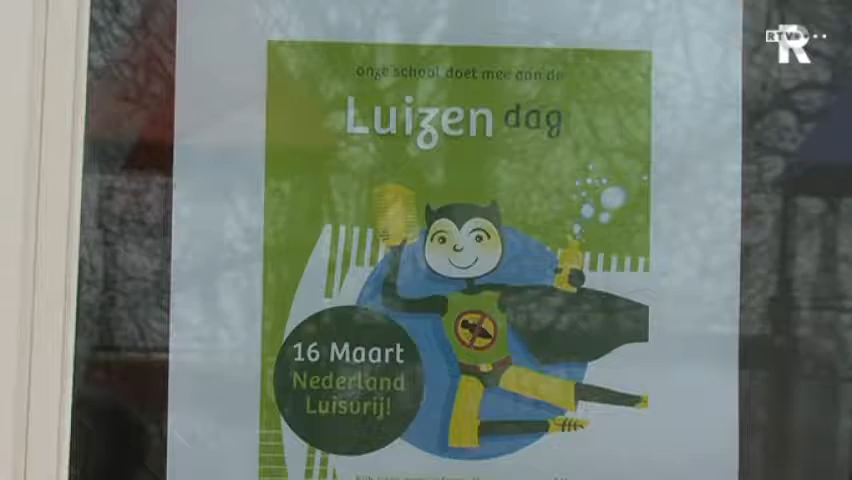 RTV R
onze school doet mee aan de
Luizen dag
16 Maart
Nederland
Luisvrij!